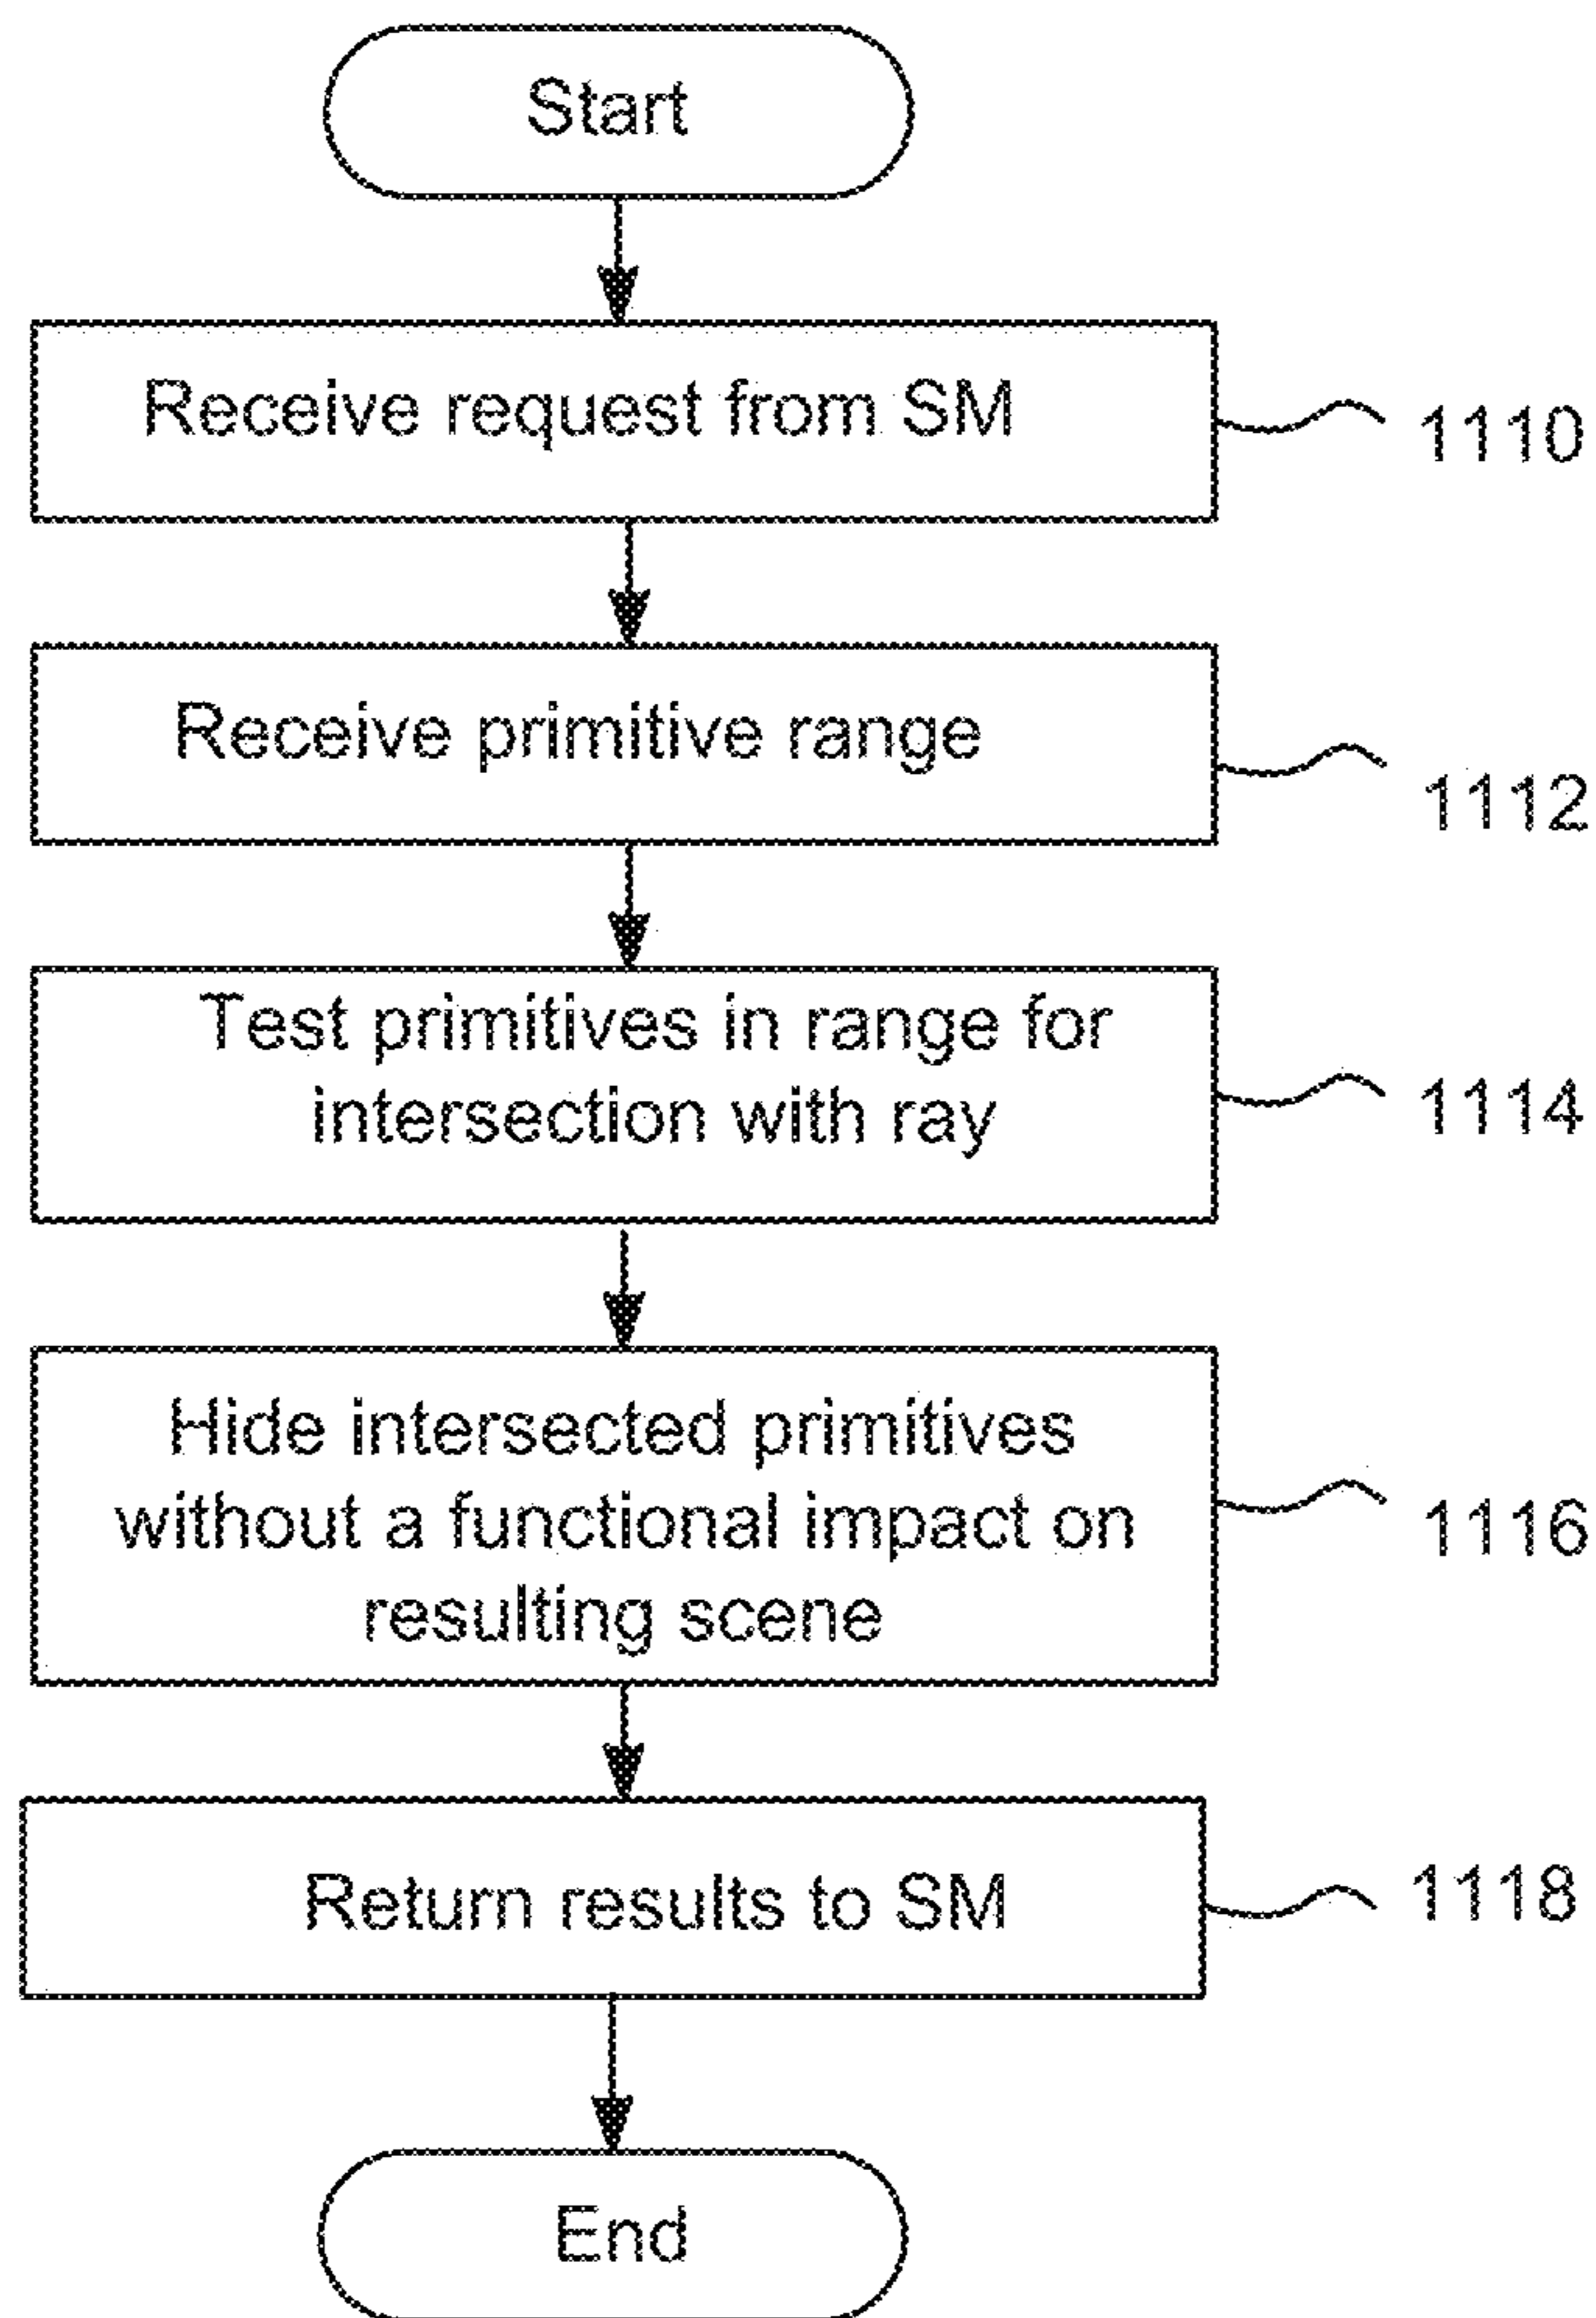 Start
Receive request from SM
1110
Receive primitive range
1112
Test primitives in range for
intersection with ray
1114
Hide intersected primitives
without a functional impact on
resulting scene
1116
Return results to SM
1118
End